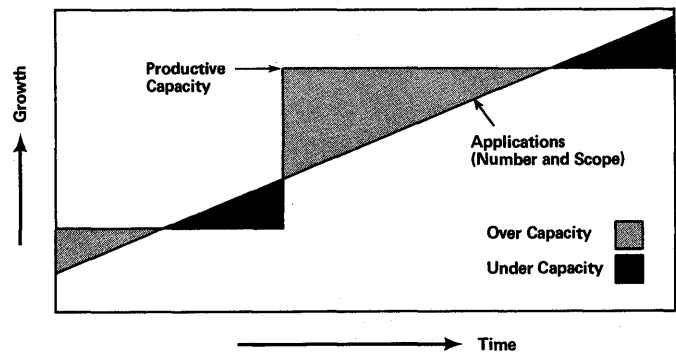 Productive
Capacity
Growth
Applications
(Number and Scope)
Over Capacity
Under Capacity
Time